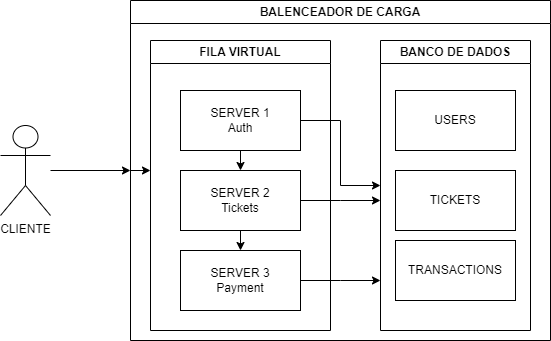 BALENCEADOR DE CARGA
FILA VIRTUAL
BANCO DE DADOS
SERVER 1
Auth
USERS
SERVER 2
Tickets
TICKETS
CLIENTE
SERVER 3
Payment
TRANSACTIONS